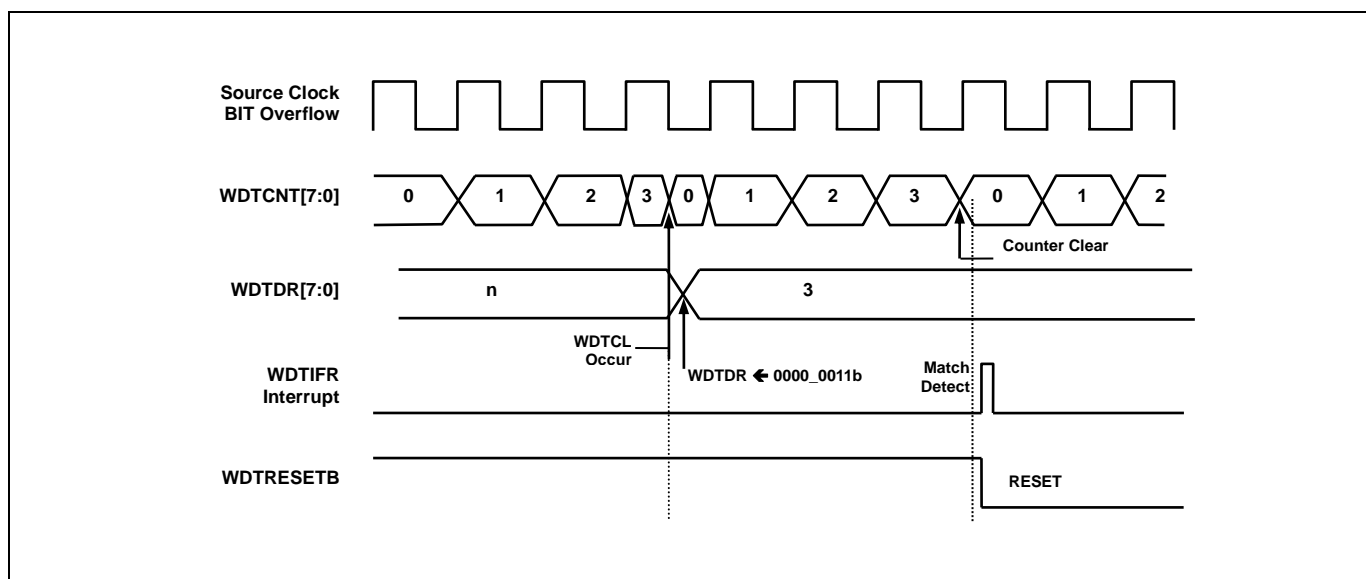 Source Clock
BIT Overflow
WDTCNT[7:0]
0 1 2 3 0 1 2 3 0 1 2
Counter Clear
WDTDR[7:0]
n 3
WDTCL
Occur
WDTDR 🡸 0000_0011b
WDTIFR
Interrupt
Match
Detect
WDTRESETB
RESET